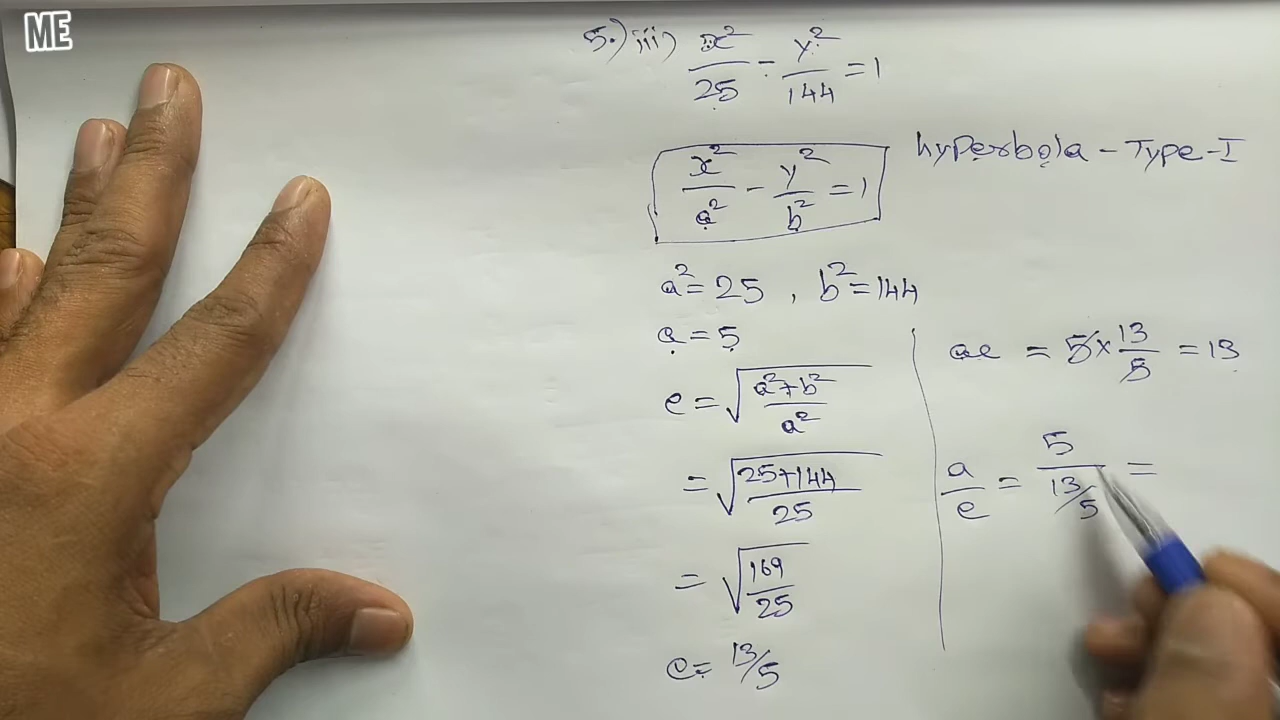 ME
5.) iii) x²/25 - y²/144 = 1
x²/a² - y²/b² = 1 hyperbola - Type - I
a² = 25 , b² = 144
a = 5
e = √(a²+b²/a²)
= √(25+144/25)
= √(169/25)
e = 13/5
ae = 5 × 13/5 = 13
a/e = 5/(13/5) =